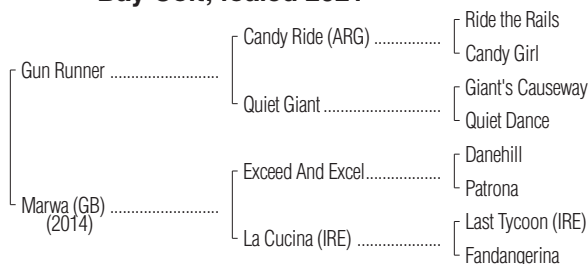 Bay Colt, foaled 2021
Ride the Rails
Candy Ride (ARG) ................
Candy Girl
Gun Runner ..........................
Giant's Causeway
Quiet Giant ............................
Quiet Dance
Danehill
Exceed And Excel..................
Patrona
Marwa (GB) ..........................
(2014)
Last Tycoon (IRE)
La Cucina (IRE) ....................
Fandangerina